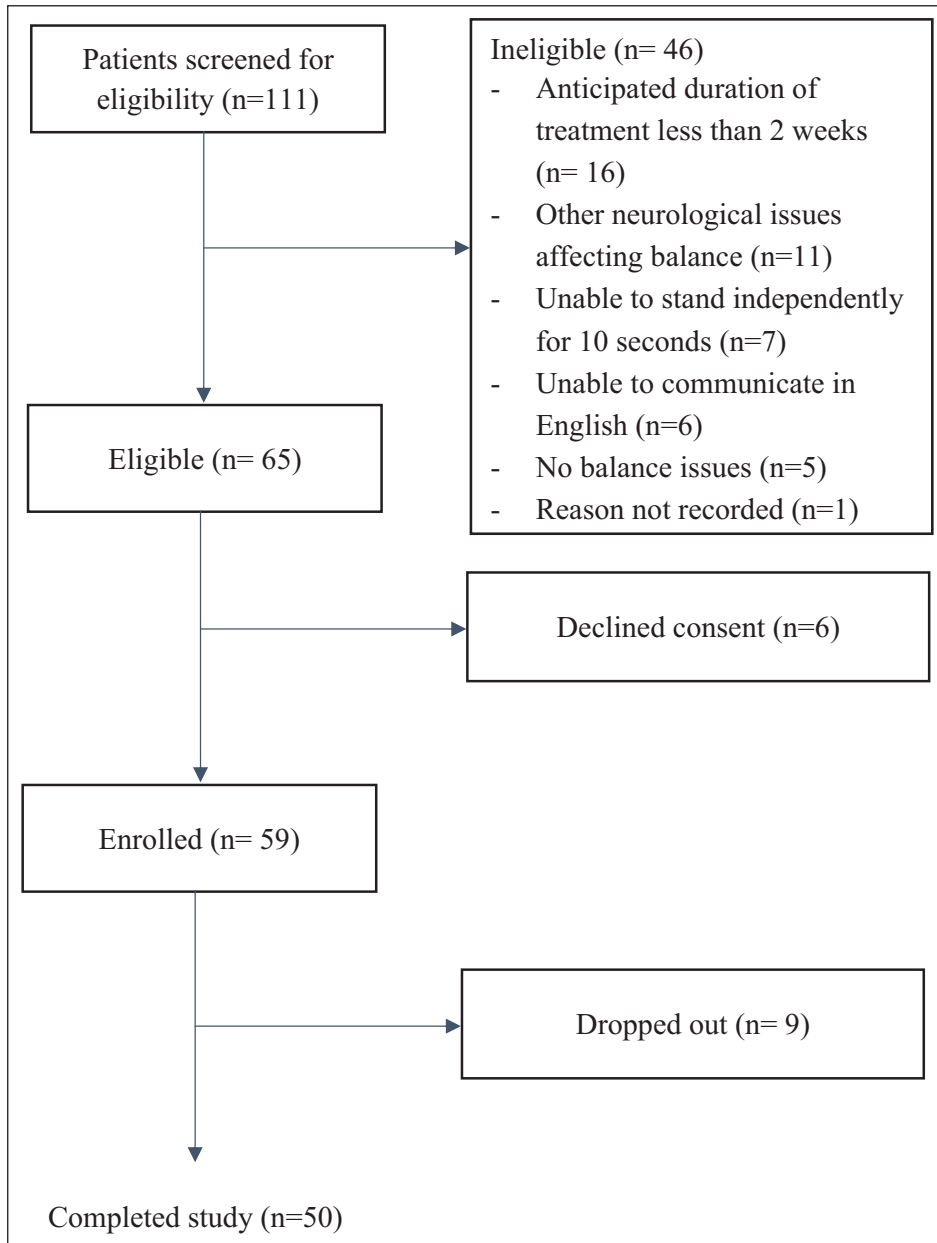 Patients screened for
eligibility (n=111)
Ineligible (n= 46)
- Anticipated duration of
treatment less than 2 weeks
(n= 16)
- Other neurological issues
affecting balance (n=11)
- Unable to stand independently
for 10 seconds (n=7)
- Unable to communicate in
English (n=6)
- No balance issues (n=5)
- Reason not recorded (n=1)
Eligible (n= 65)
Declined consent (n=6)
Enrolled (n= 59)
Dropped out (n= 9)
Completed study (n=50)